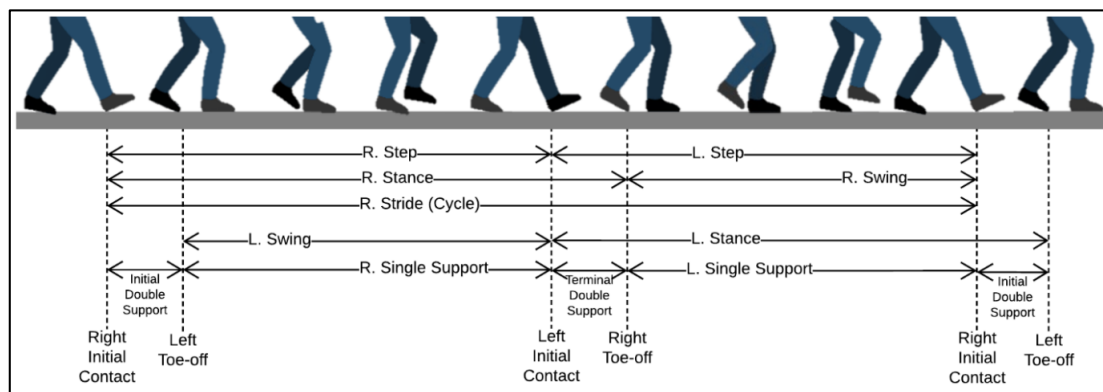 R. Step
L. Step
R. Stance
R. Swing
R. Stride (Cycle)
L. Swing
L. Stance
R. Single Support
L. Single Support
Initial
Double
Support
Terminal
Double
Support
Initial
Double
Support
Right
Initial
Contact
Left
Toe-off
Left
Initial
Contact
Right
Toe-off
Right
Initial
Contact
Left
Toe-off